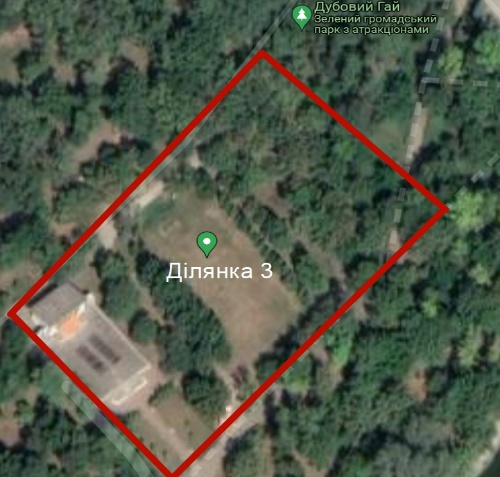 Дубовий Гай
Зелений громадський
парк з атракціонами
Ділянка 3